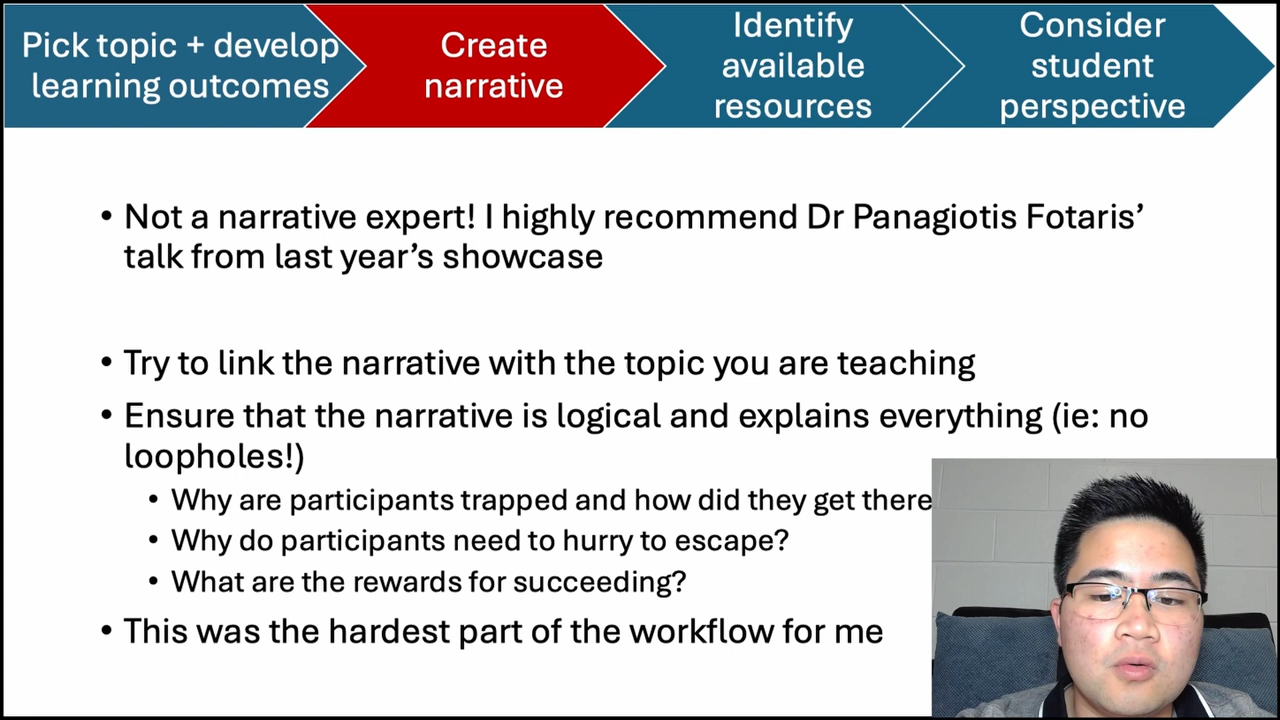 Pick topic + develop
learning outcomes
Create
narrative
Identify
available
resources
Consider
student
perspective
• Not a narrative expert! I highly recommend Dr Panagiotis Fotaris’
talk from last year’s showcase
• Try to link the narrative with the topic you are teaching
• Ensure that the narrative is logical and explains everything (ie: no
loopholes!)
• Why are participants trapped and how did they get there
• Why do participants need to hurry to escape?
• What are the rewards for succeeding?
• This was the hardest part of the workflow for me